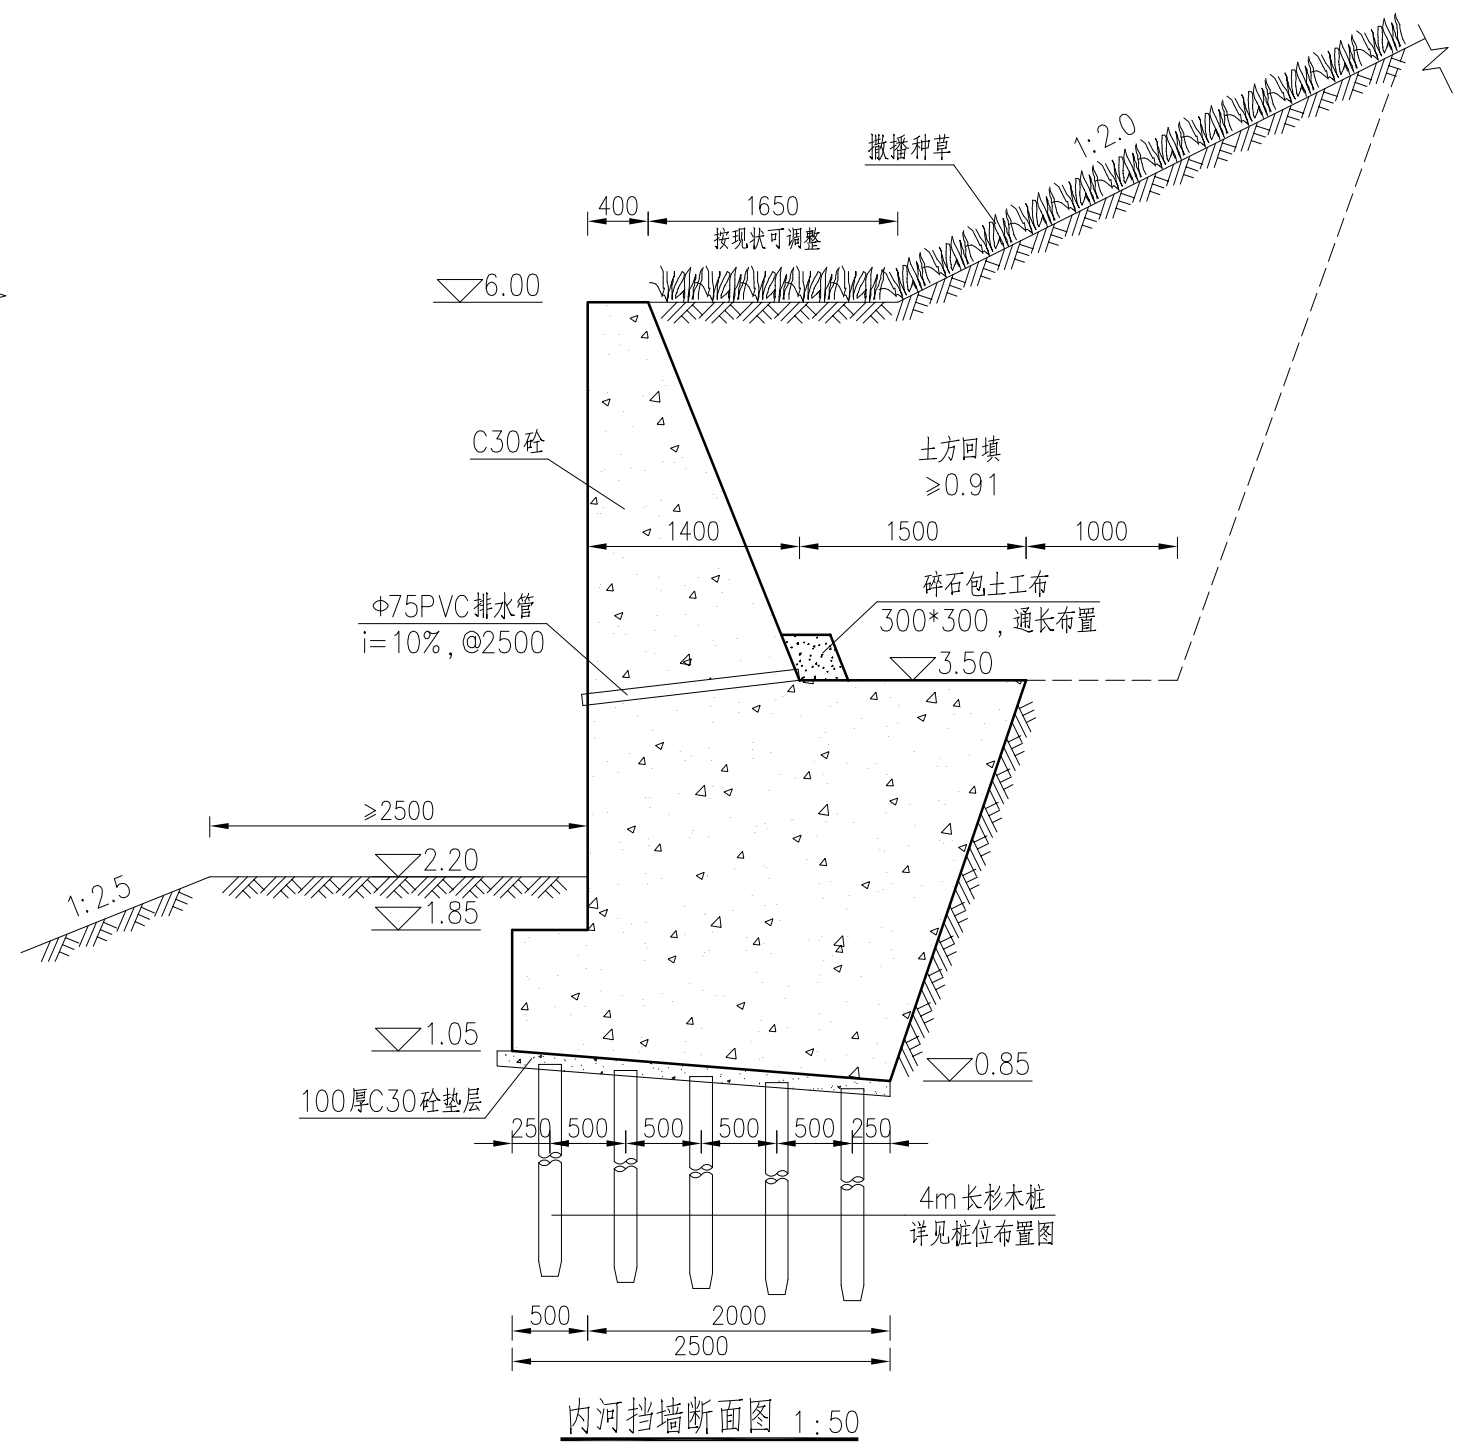 1:2.0
撒播种草
400
1650
按现状可调整
6.00
C30砼
土方回填
≥0.91
1400
1500
1000
碎石包土工布
300*300，通长布置
Φ75PVC排水管
i=10%,@2500
3.50
≥2500
2.20
1:2.5
1.85
1.05
0.85
100厚C30砼垫层
250
500
500
500
500
250
4m长杉木桩
详见桩位布置图
500
2000
2500
内河挡墙断面图 1:50